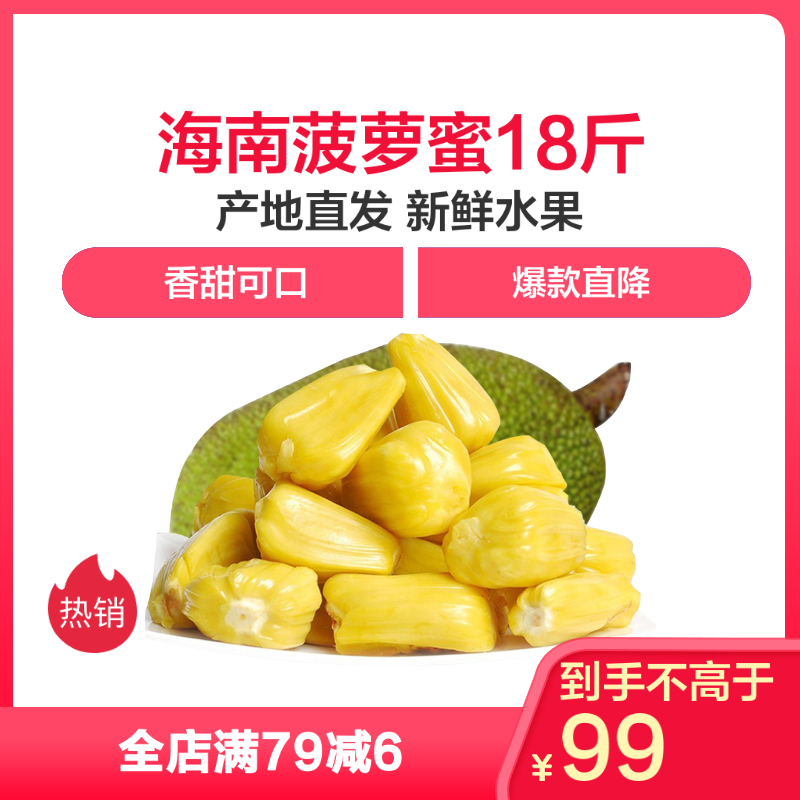 海南菠萝蜜18斤
产地直发 新鲜水果
香甜可口
爆款直降
热销
到手不高于
全店满79减6
¥99